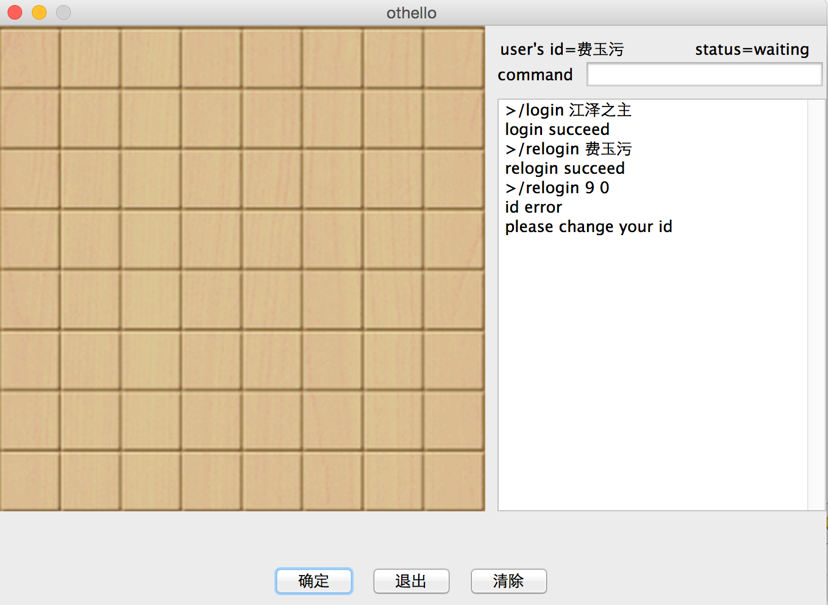 othello
user's id=费玉污 status=waiting
command
>/login 江泽之主
login succeed
>/relogin 费玉污
relogin succeed
>/relogin 9 0
id error
please change your id
确定 退出 清除